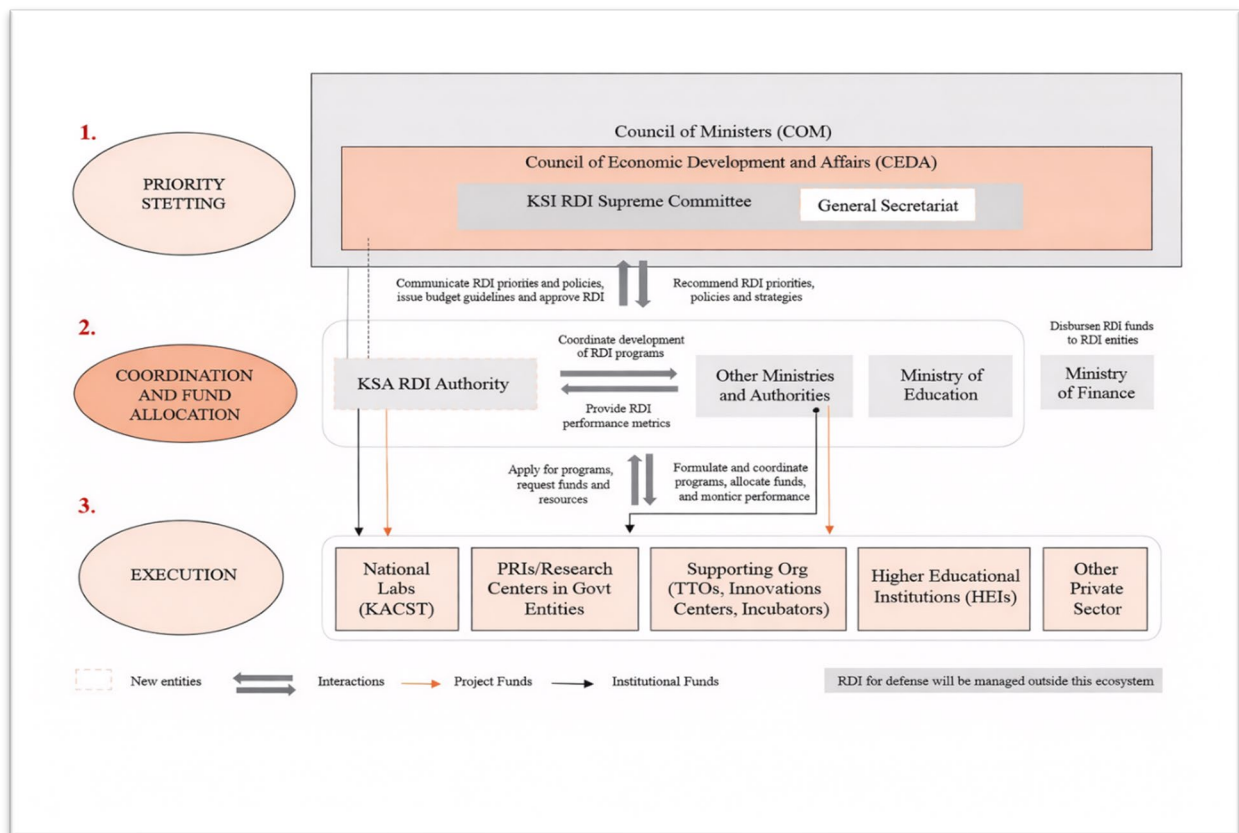 1.
PRIORITY
STETTING
Council of Ministers (COM)
Council of Economic Development and Affairs (CEDA)
KSI RDI Supreme Committee
General Secretariat
Communicate RDI priorities and policies,
issue budget guidelines and approve RDI
Recommend RDI priorities,
policies and strategies
2.
COORDINATION
AND FUND
ALLOCATION
KSA RDI Authority
Coordinate development
of RDI programs
Provide RDI
performance metrics
Other Ministries
and Authorities
Ministry of
Education
Disbursen RDI funds
to RDI entities
Ministry
of Finance
Apply for programs,
request funds and
resources
Formulate and coordinate
programs, allocate funds,
and monticr performance
3.
EXECUTION
National
Labs
(KACST)
PRIs/Research
Centers in Govt
Entities
Supporting Org
(TTOs, Innovations
Centers, Incubators)
Higher Educational
Institutions (HEIs)
Other
Private
Sector
New entities
Interactions
Project Funds
Institutional Funds
RDI for defense will be managed outside this ecosystem